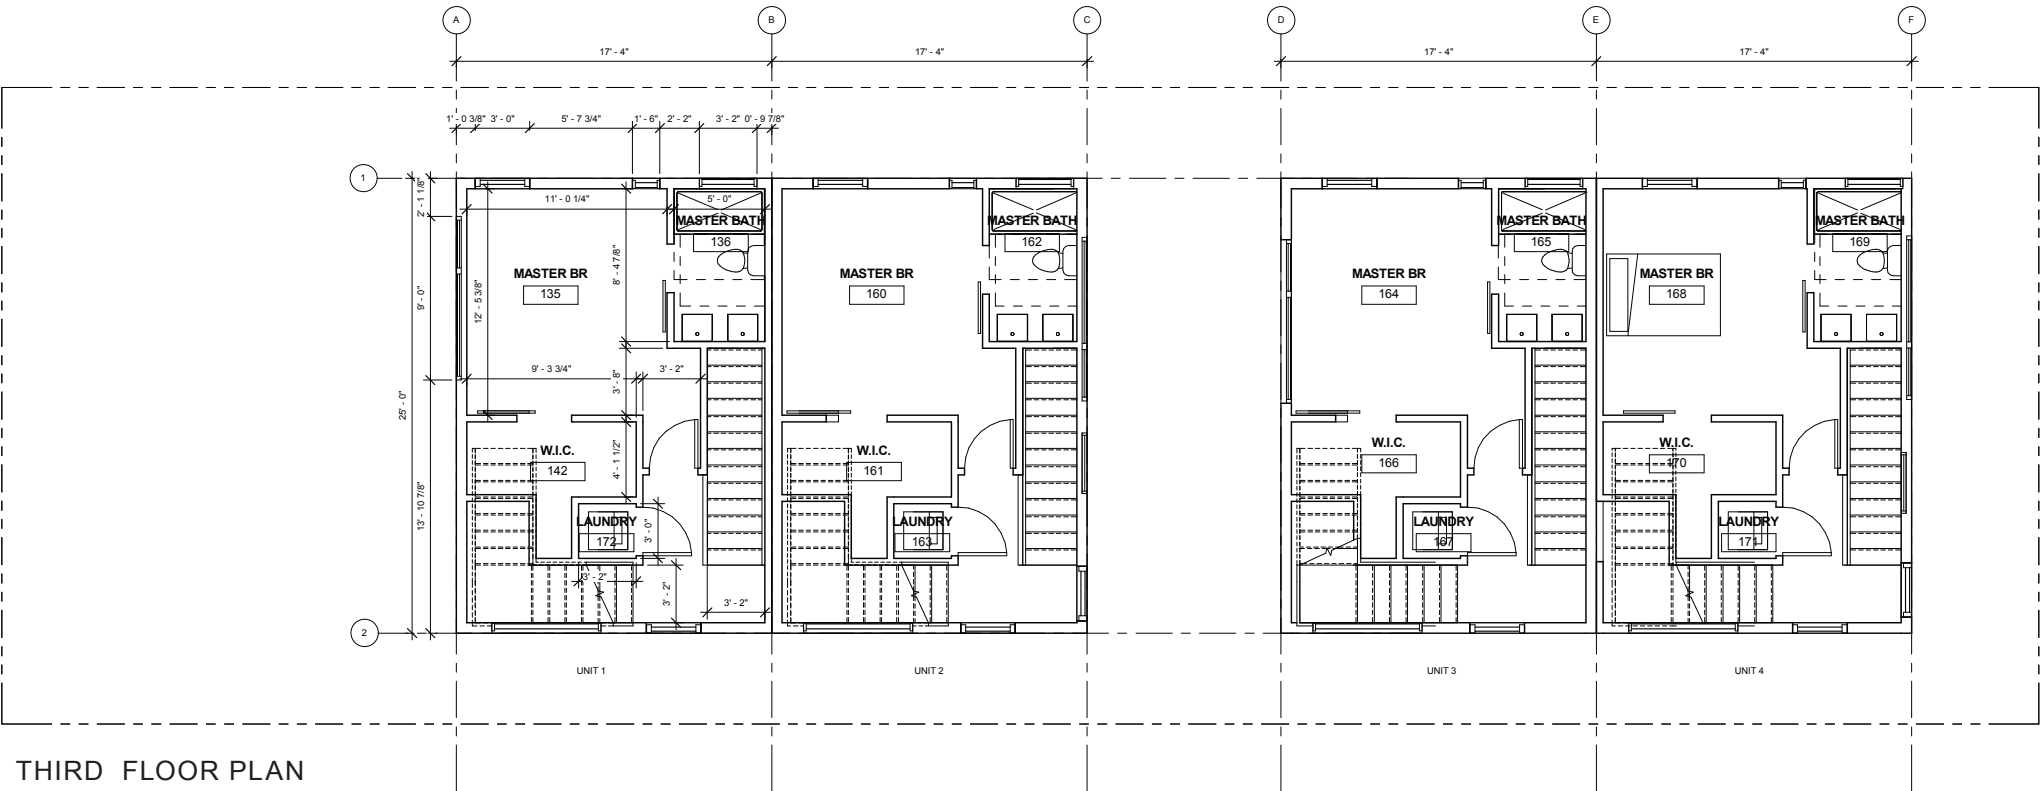 A B C D E F
17' - 4" 17' - 4" 17' - 4" 17' - 4"
1' - 0 3/8" 3' - 0" 5' - 7 3/4" 1' - 6" 2' - 2" 3' - 2" 0' - 9 7/8"
1
2' - 1 1/8"
11' - 0 1/4" 5' - 0"
MASTER BATH MASTER BATH MASTER BATH MASTER BATH
136 162 165 169
8' - 4 7/8"
MASTER BR MASTER BR MASTER BR MASTER BR
135 160 164 168
9' - 0"
12' - 5 3/8"
9' - 3 3/4" 3' - 2"
3' - 8"
25' - 0"
W.I.C. W.I.C. W.I.C. W.I.C.
142 161 166 170
4' - 1 1/2"
13' - 10 7/8"
LAUNDRY LAUNDRY LAUNDRY LAUNDRY
172 163 167 171
3' - 0"
3' - 2"
3' - 2"
3' - 2"
2
UNIT 1 UNIT 2 UNIT 3 UNIT 4
THIRD FLOOR PLAN